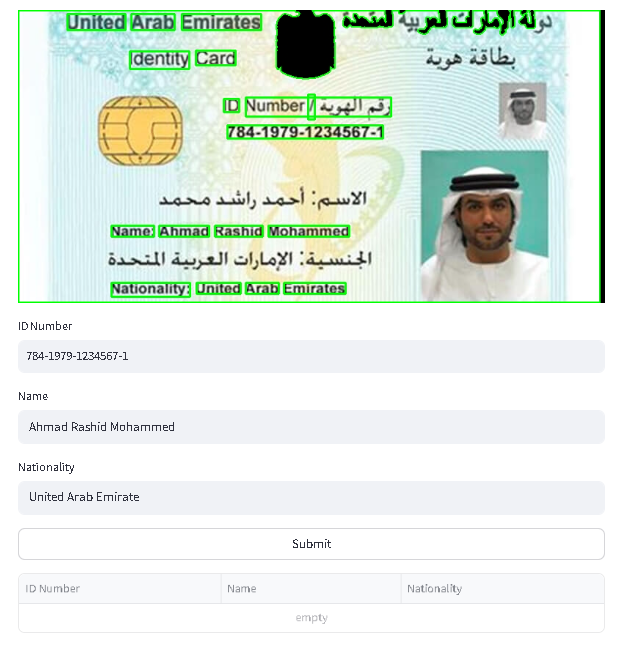 United Arab Emirates دولة الإمارات العربية المتحدة
Identity Card بطاقة هوية
ID Number / رقم الهوية
784-1979-1234567-1
الاسم: أحمد راشد محمد
Name: Ahmad Rashid Mohammed
الجنسية: الإمارات العربية المتحدة
Nationality: United Arab Emirates
ID Number
784-1979-1234567-1
Name
Ahmad Rashid Mohammed
Nationality
United Arab Emirate
Submit
ID Number Name Nationality
empty